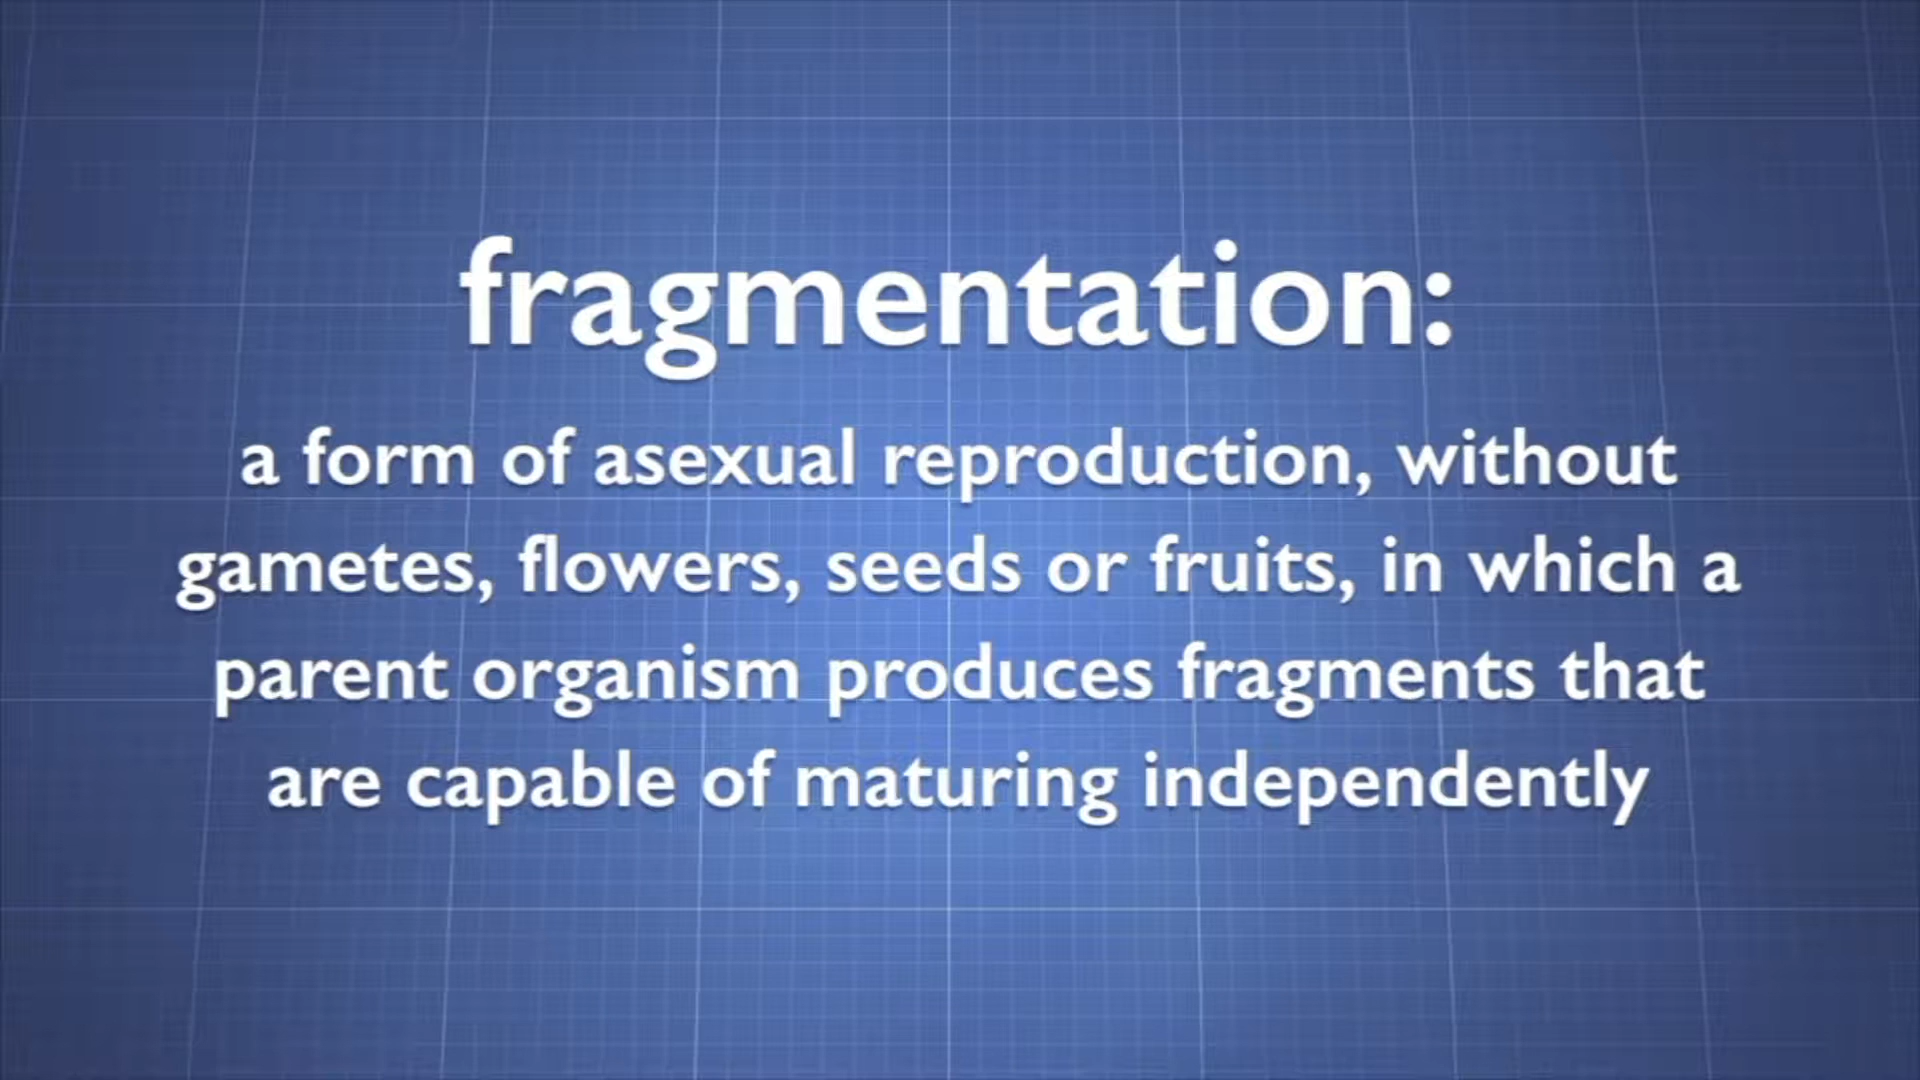 fragmentation:
a form of asexual reproduction, without
gametes, flowers, seeds or fruits, in which a
parent organism produces fragments that
are capable of maturing independently